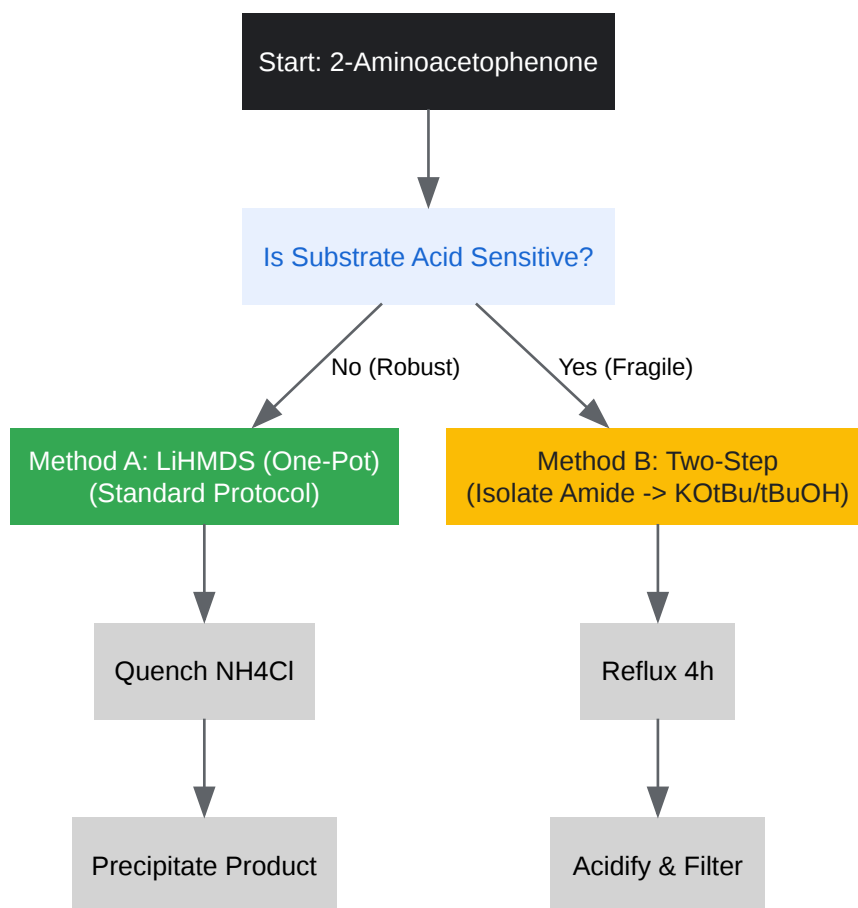 Start: 2-Aminoacetophenone
Is Substrate Acid Sensitive?
No (Robust)
Yes (Fragile)
Method A: LiHMDS (One-Pot)
(Standard Protocol)
Method B: Two-Step
(Isolate Amide -> KOtBu/tBuOH)
Quench NH4Cl
Reflux 4h
Precipitate Product
Acidify & Filter